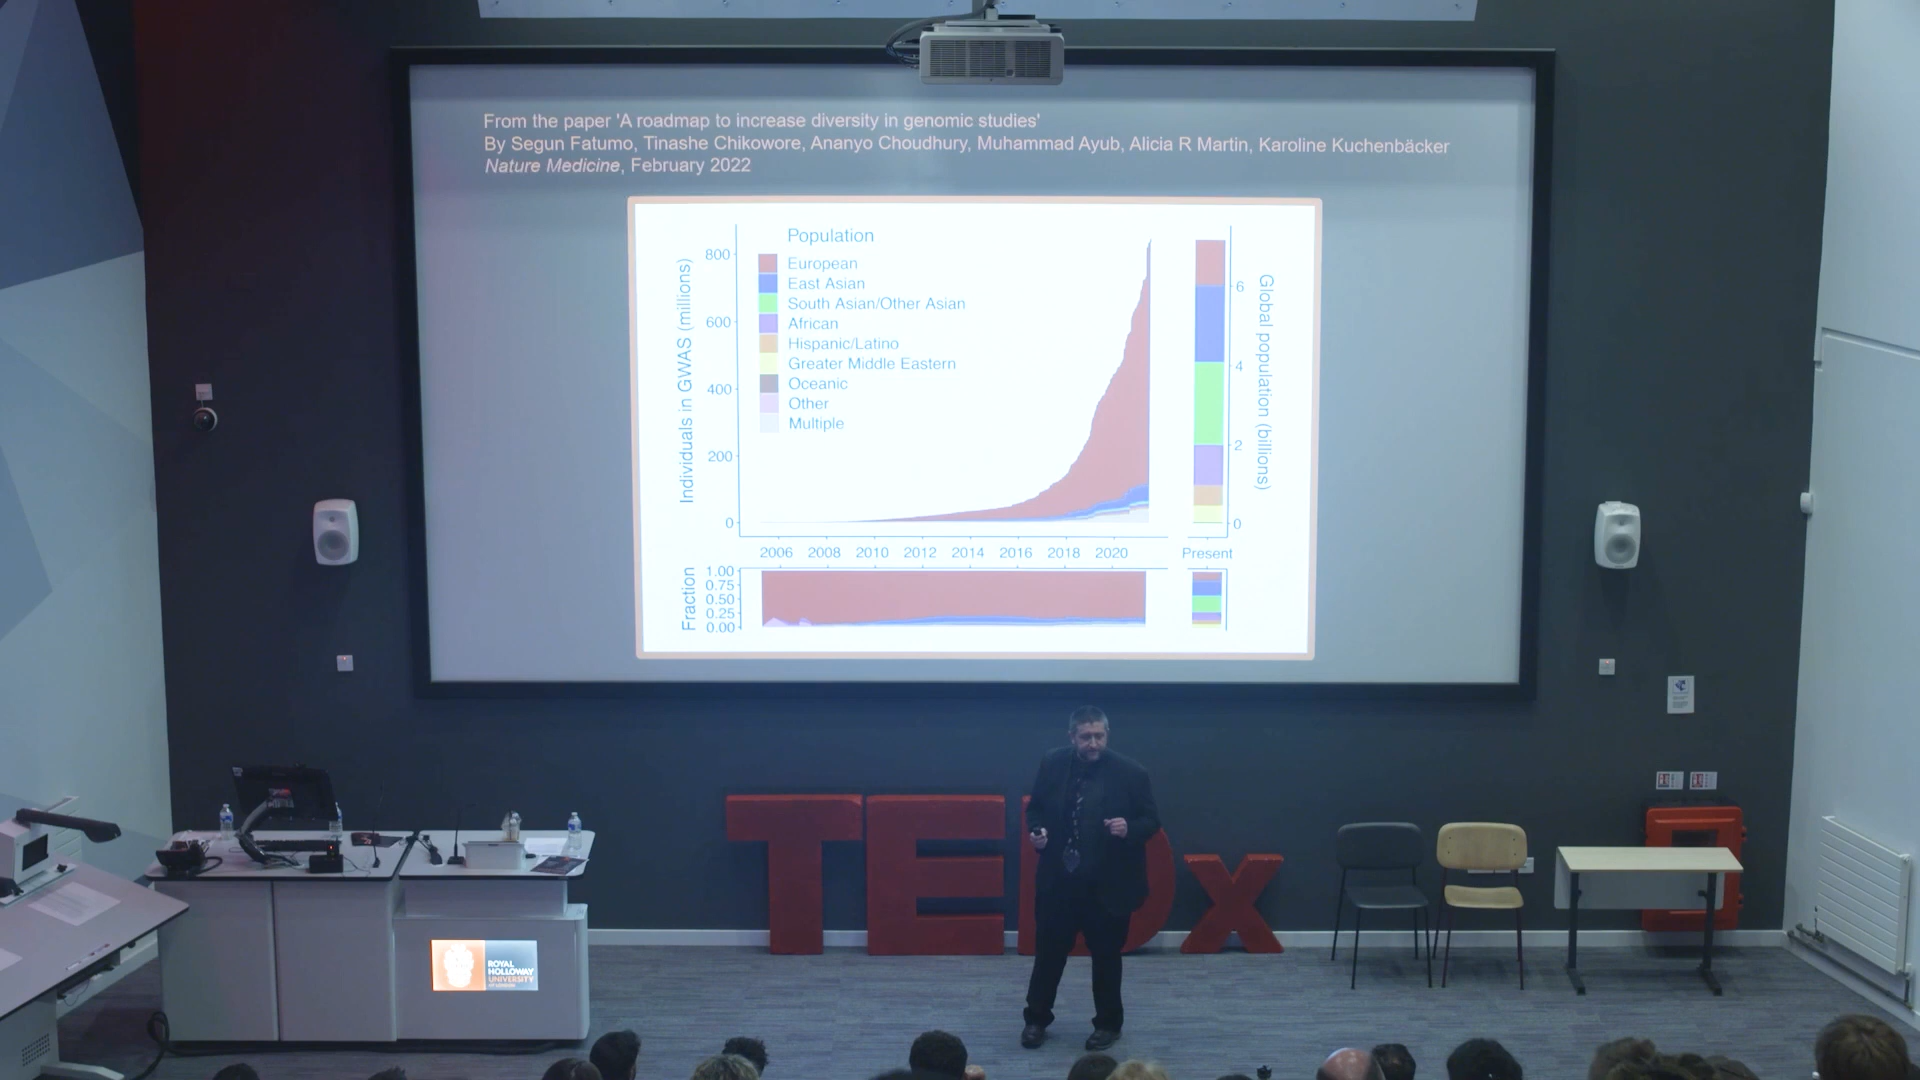 From the paper 'A roadmap to increase diversity in genomic studies'
By Segun Fatumo, Tinashe Chikowore, Ananyo Choudhury, Muhammad Ayub, Alicia R Martin, Karoline Kuchenbäcker
Nature Medicine, February 2022
Population
European
East Asian
South Asian/Other Asian
African
Hispanic/Latino
Greater Middle Eastern
Oceanic
Other
Multiple
Individuals in GWAS (millions)
800
600
400
200
0
Global population (billions)
6
4
2
0
2006 2008 2010 2012 2014 2016 2018 2020 Present
Fraction
1.00
0.75
0.50
0.25
0.00
TEDx
ROYAL
HOLLOWAY
UNIVERSITY
OF LONDON